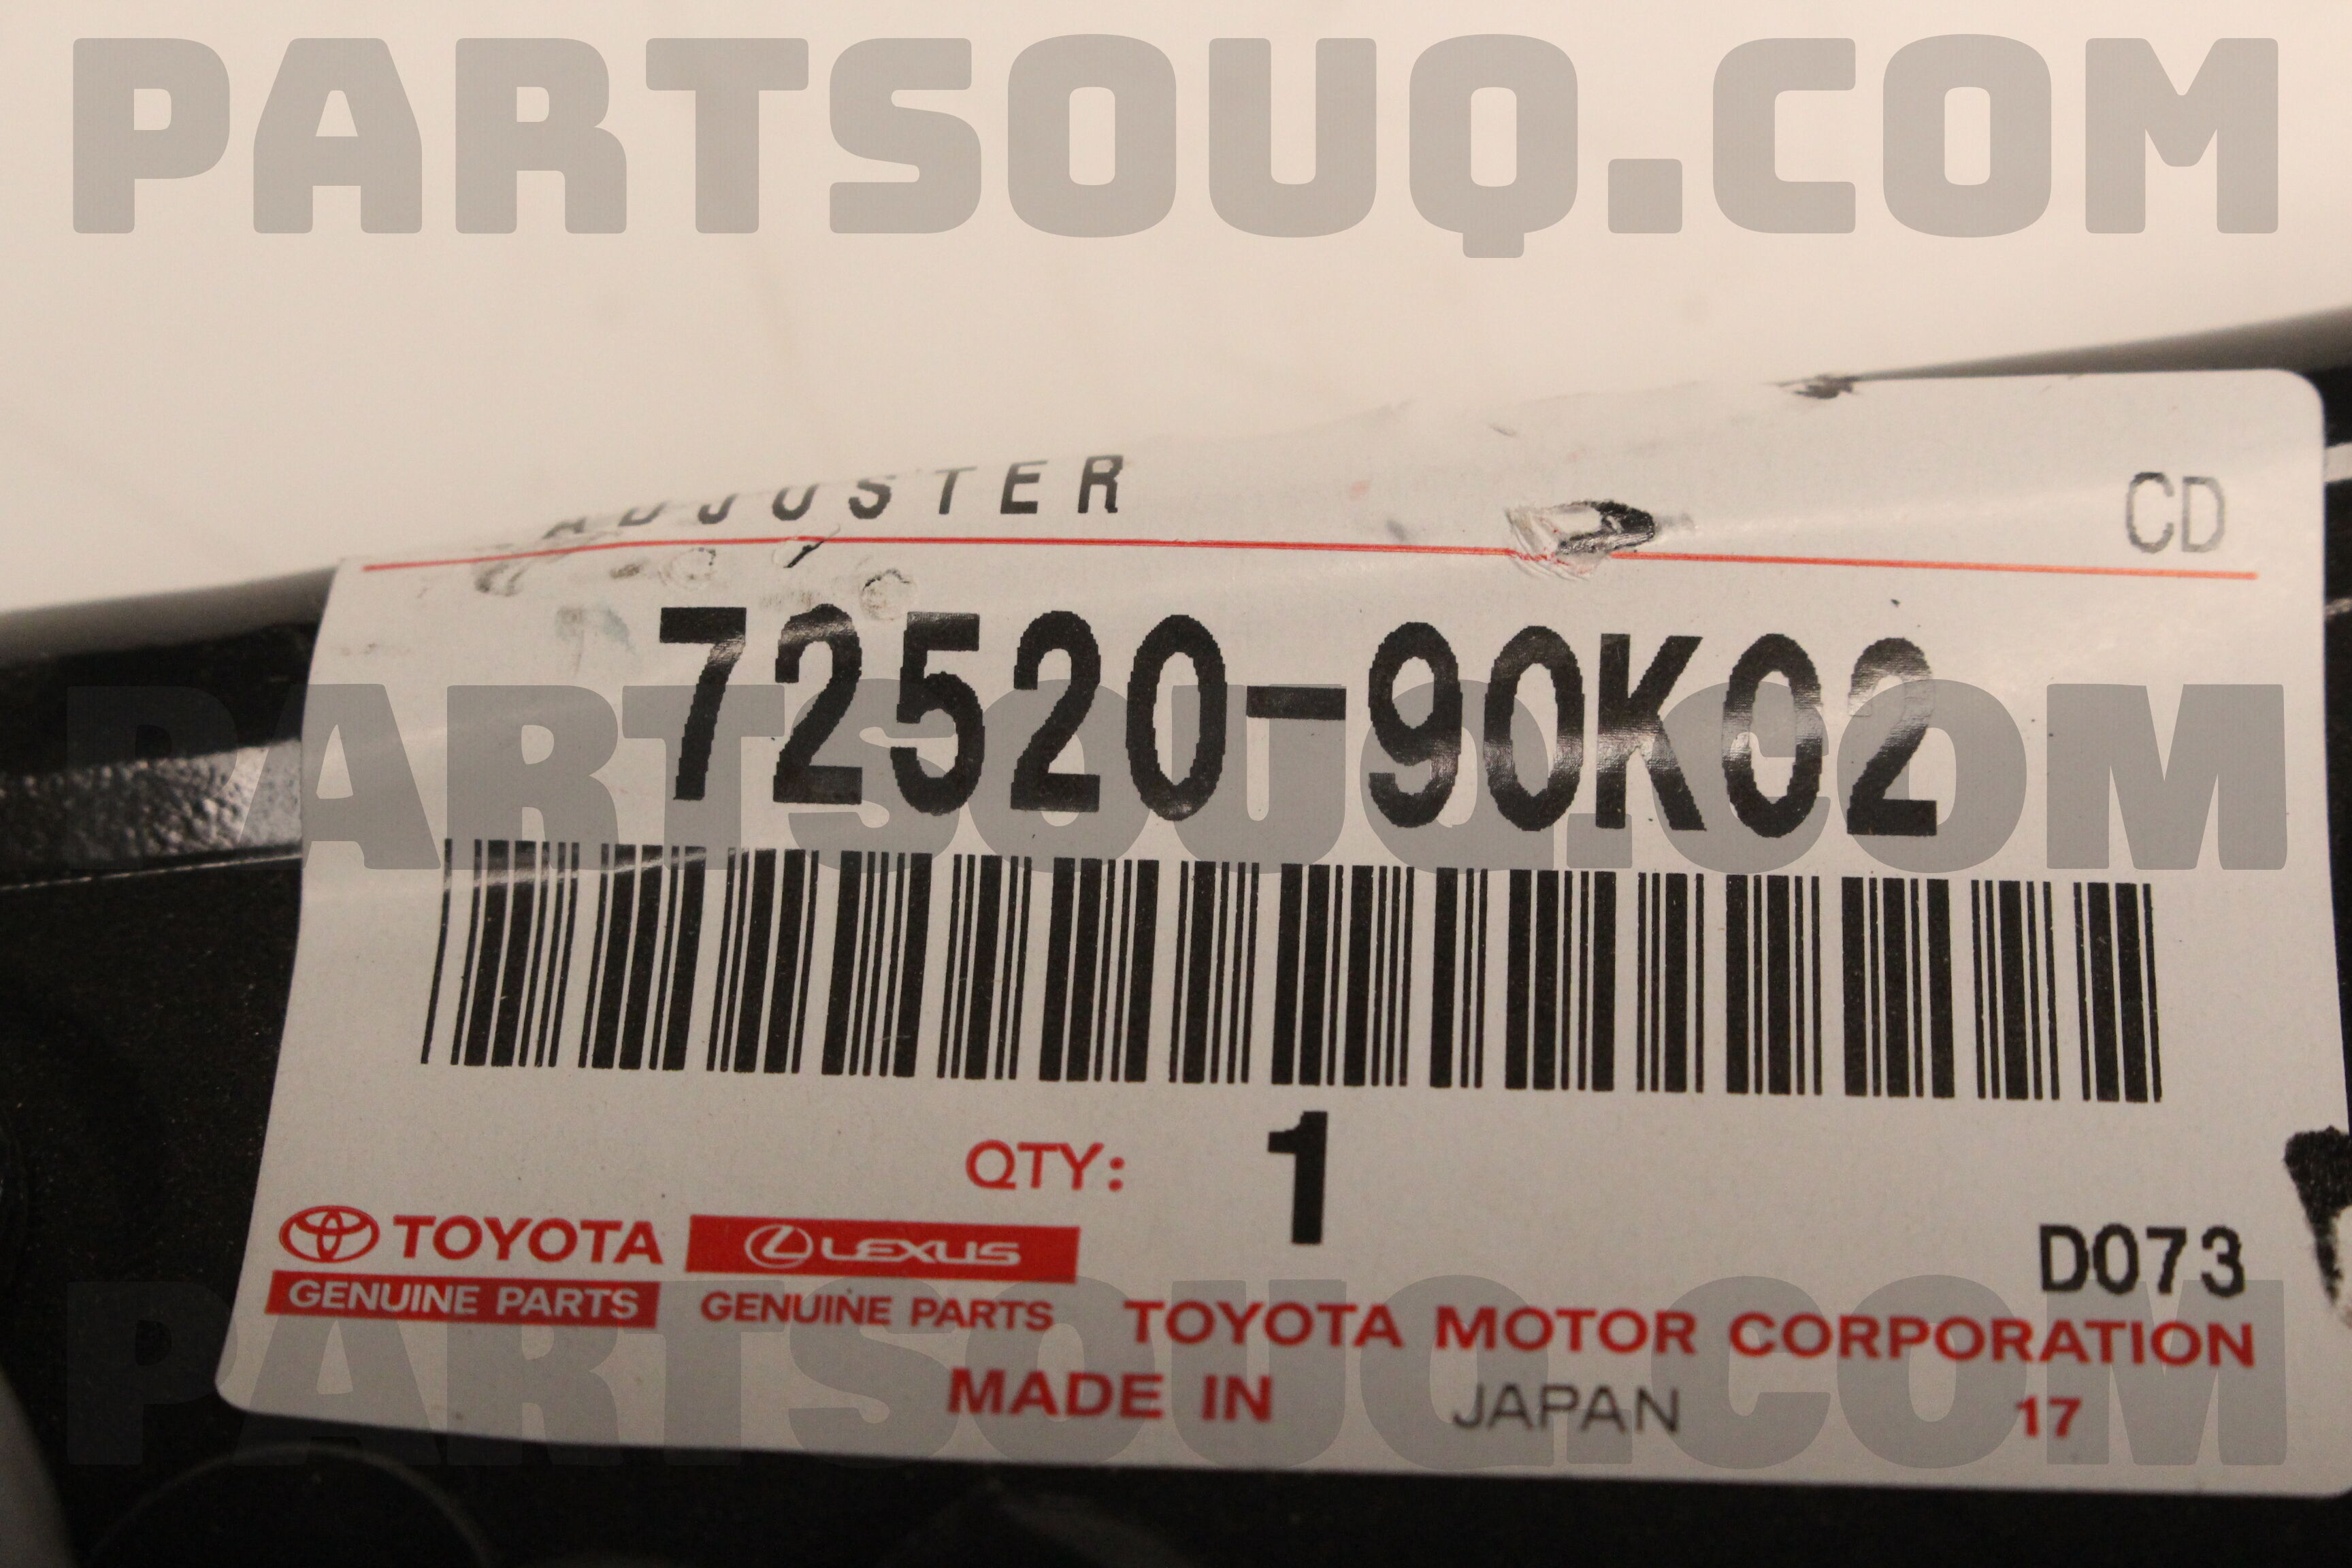 PARTSOUQ.COM
ADJUSTER
CD
72520-90K02
PARTSOUQ.COM
QTY: 1
TOYOTA LEXUS
D073
GENUINE PARTS GENUINE PARTS TOYOTA MOTOR CORPORATION
MADE IN JAPAN 17
PARTSOUQ.COM